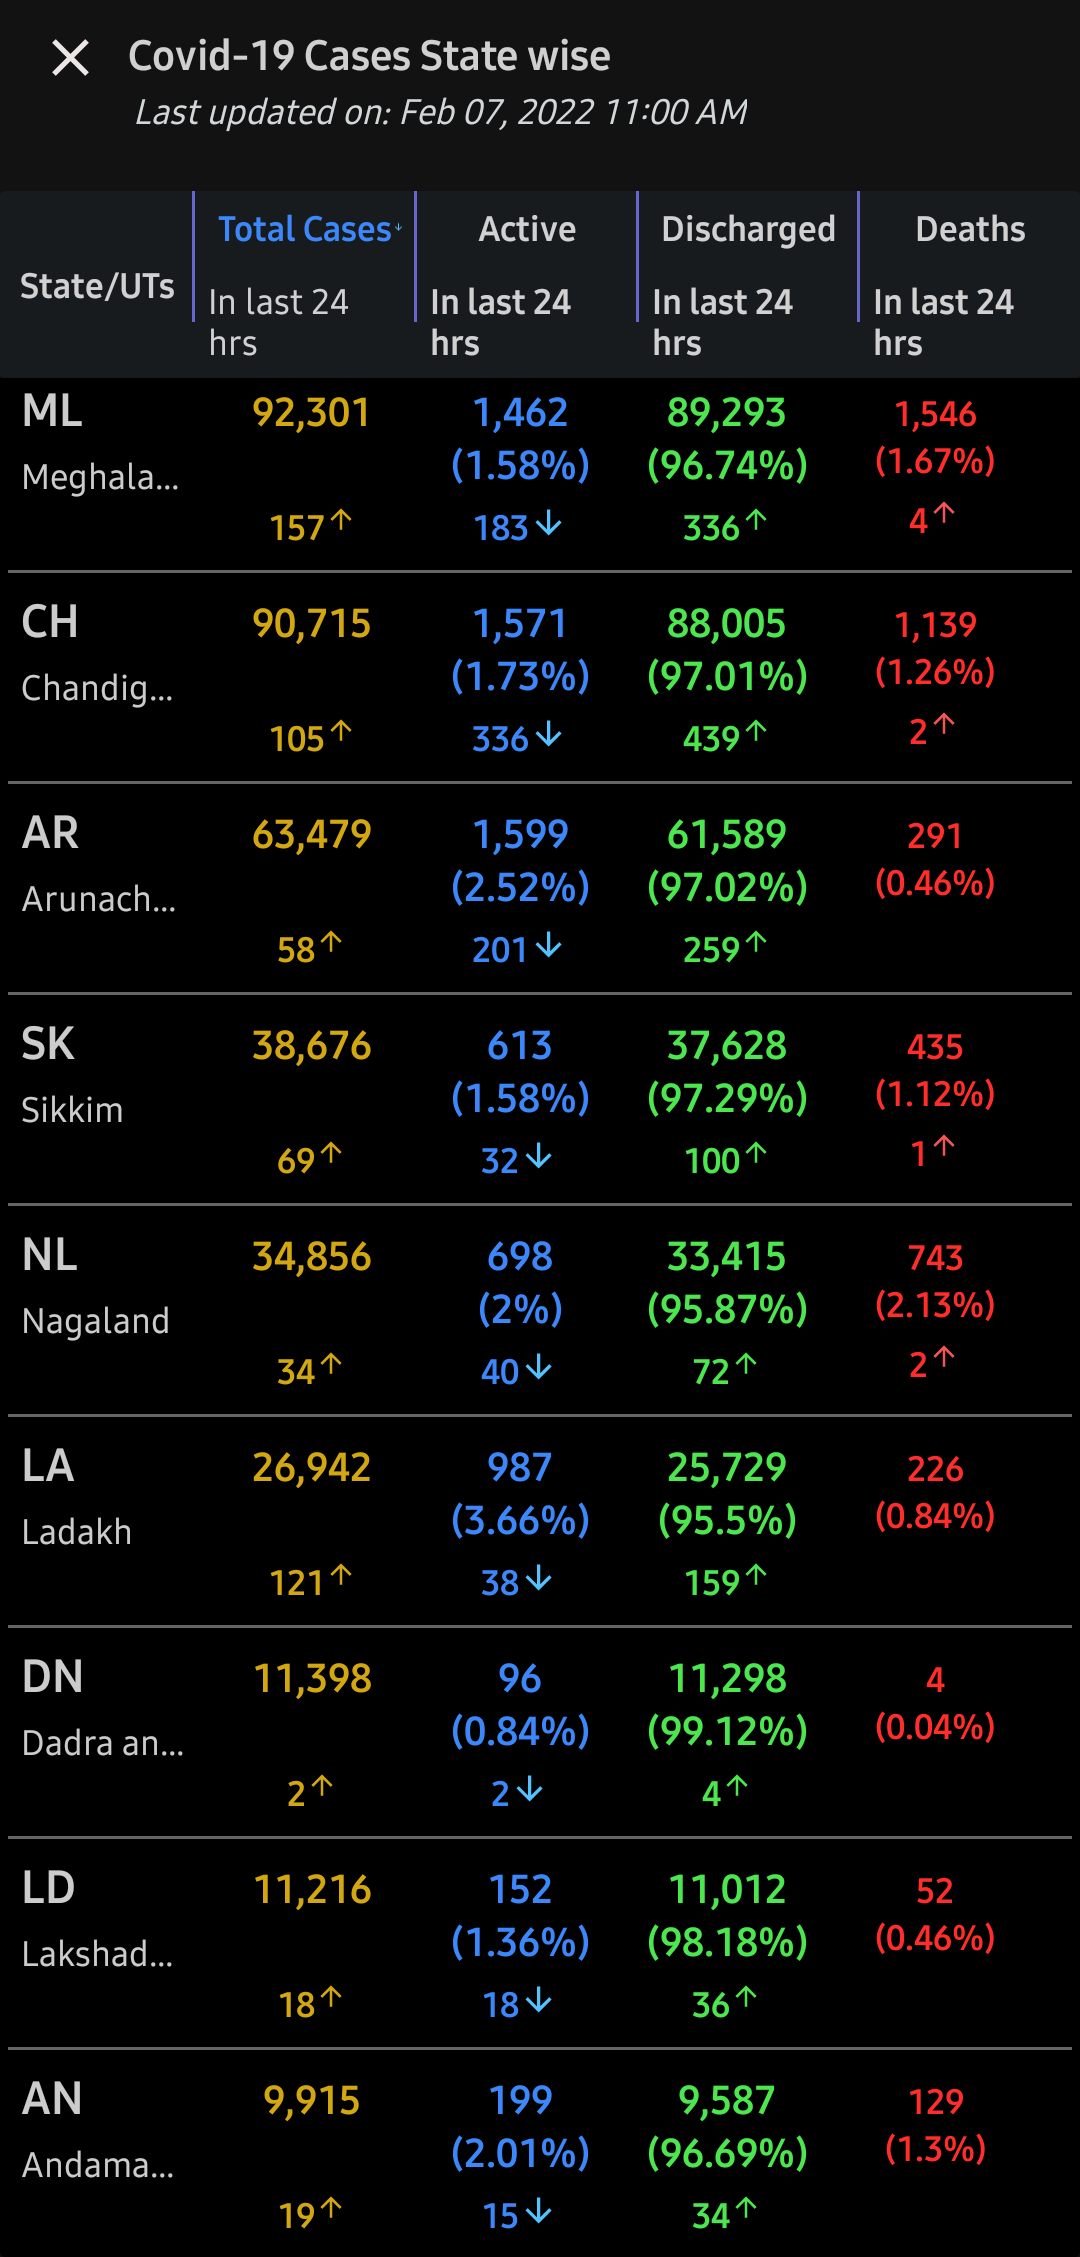 Covid-19 Cases State wise
Last updated on: Feb 07, 2022 11:00 AM
State/UTs
Total Cases↓ Active Discharged Deaths
In last 24 hrs In last 24 hrs In last 24 hrs In last 24 hrs
ML 92,301 1,462 89,293 1,546
Meghala... (1.58%) (96.74%) (1.67%)
157↑ 183↓ 336↑ 4↑
CH 90,715 1,571 88,005 1,139
Chandig... (1.73%) (97.01%) (1.26%)
105↑ 336↓ 439↑ 2↑
AR 63,479 1,599 61,589 291
Arunach... (2.52%) (97.02%) (0.46%)
58↑ 201↓ 259↑
SK 38,676 613 37,628 435
Sikkim (1.58%) (97.29%) (1.12%)
69↑ 32↓ 100↑ 1↑
NL 34,856 698 33,415 743
Nagaland (2%) (95.87%) (2.13%)
34↑ 40↓ 72↑ 2↑
LA 26,942 987 25,729 226
Ladakh (3.66%) (95.5%) (0.84%)
121↑ 38↓ 159↑
DN 11,398 96 11,298 4
Dadra an... (0.84%) (99.12%) (0.04%)
2↑ 2↓ 4↑
LD 11,216 152 11,012 52
Lakshad... (1.36%) (98.18%) (0.46%)
18↑ 18↓ 36↑
AN 9,915 199 9,587 129
Andama... (2.01%) (96.69%) (1.3%)
19↑ 15↓ 34↑